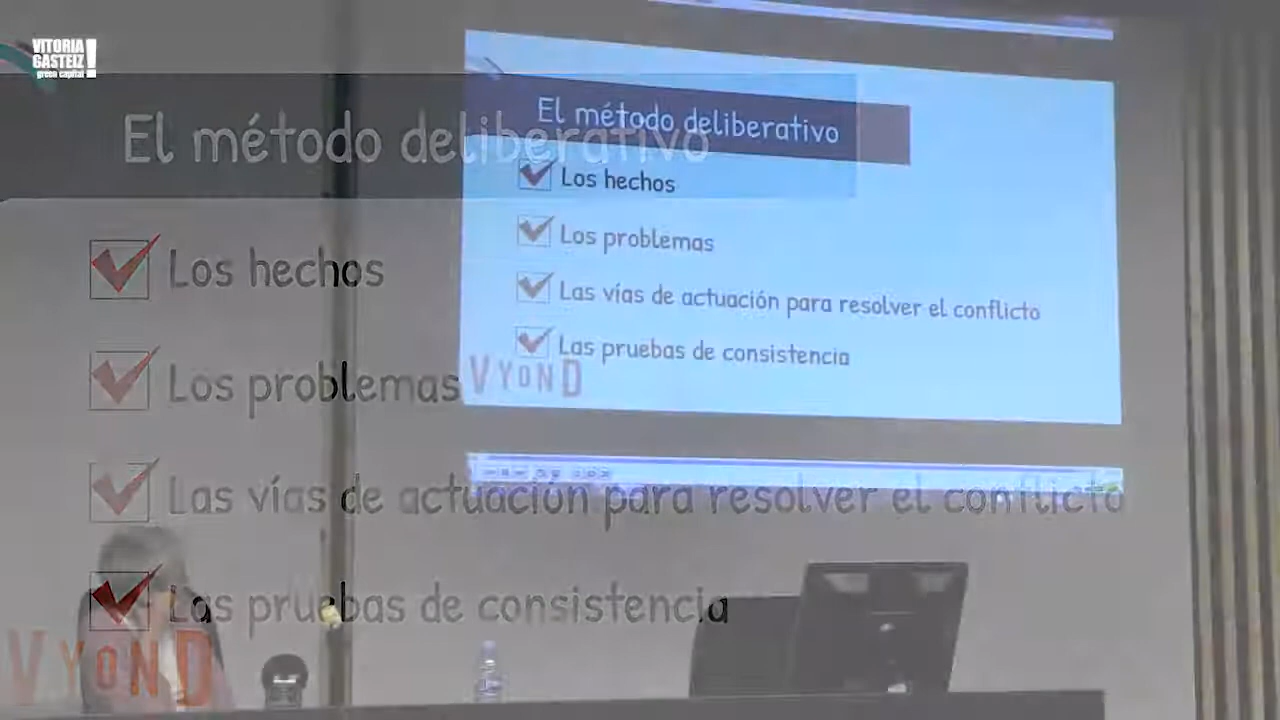 VITORIA
GASTEIZ!
green capital
El método deliberativo
Los hechos
Los problemas
Las vías de actuación para resolver el conflicto
Las pruebas de consistencia
VYOND
El método deliberativo
Los hechos
Los problemas
Las vías de actuación para resolver el conflicto
Las pruebas de consistencia
VYOND